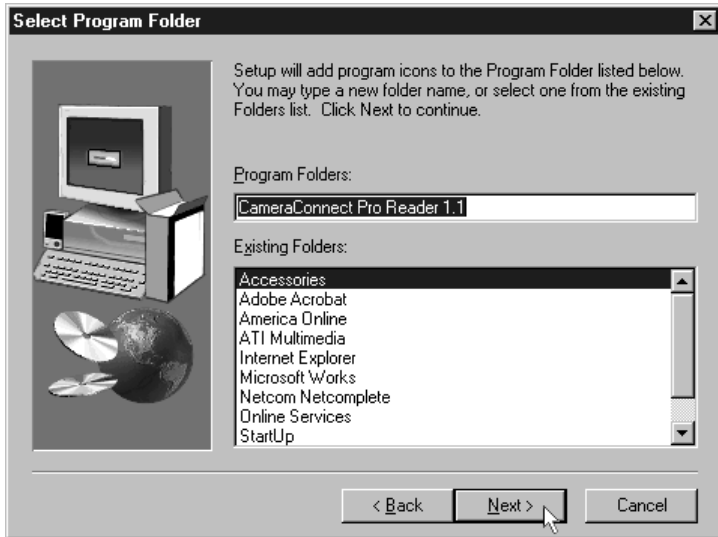 Select Program Folder
Setup will add program icons to the Program Folder listed below.
You may type a new folder name, or select one from the existing
Folders list.  Click Next to continue.
Program Folders:
CameraConnect Pro Reader 1.1
Existing Folders:
Accessories
Adobe Acrobat
America Online
ATI Multimedia
Internet Explorer
Microsoft Works
Netcom Netcomplete
Online Services
StartUp
< Back
Next >
Cancel